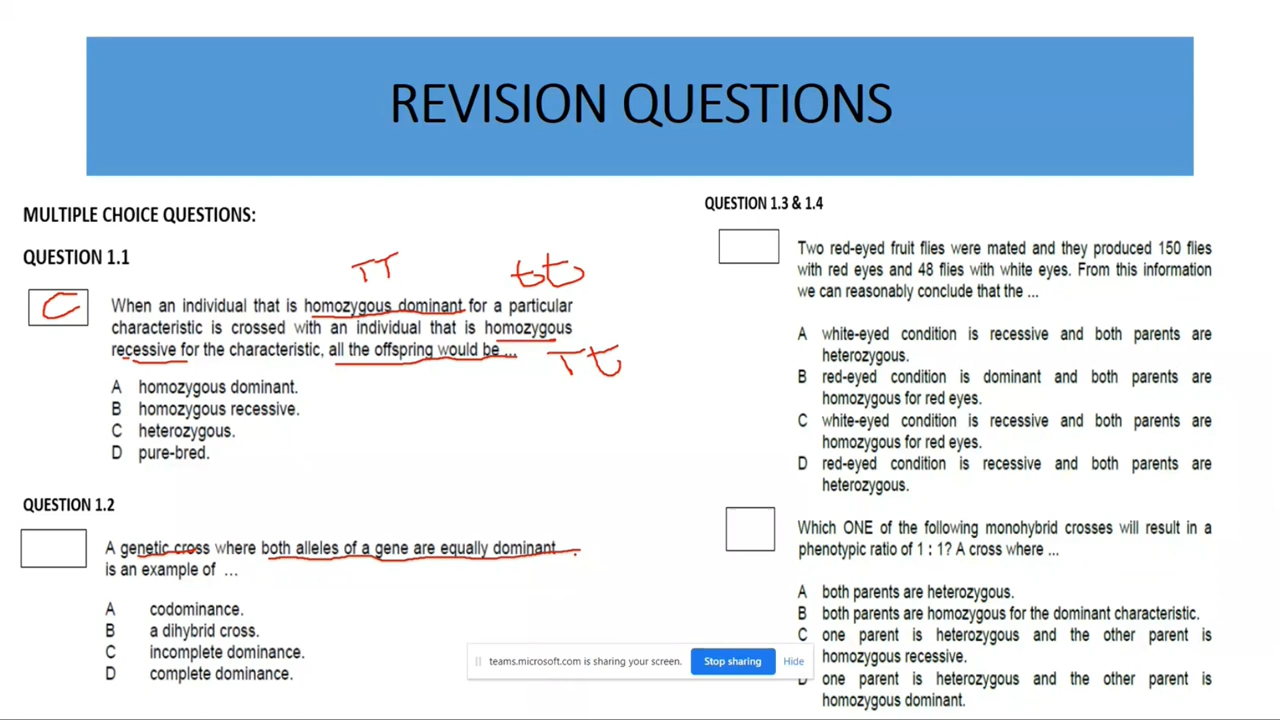 REVISION QUESTIONS
MULTIPLE CHOICE QUESTIONS:
QUESTION 1.1
TT
tt
C
When an individual that is homozygous dominant for a particular
characteristic is crossed with an individual that is homozygous
recessive for the characteristic, all the offspring would be ...
Tt
A homozygous dominant.
B homozygous recessive.
C heterozygous.
D pure-bred.
QUESTION 1.2
A genetic cross where both alleles of a gene are equally dominant
is an example of ...
A codominance.
B a dihybrid cross.
C incomplete dominance.
D complete dominance.
QUESTION 1.3 & 1.4
Two red-eyed fruit flies were mated and they produced 150 flies
with red eyes and 48 flies with white eyes. From this information
we can reasonably conclude that the ...
A white-eyed condition is recessive and both parents are
heterozygous.
B red-eyed condition is dominant and both parents are
homozygous for red eyes.
C white-eyed condition is recessive and both parents are
homozygous for red eyes.
D red-eyed condition is recessive and both parents are
heterozygous.
Which ONE of the following monohybrid crosses will result in a
phenotypic ratio of 1 : 1? A cross where ...
A both parents are heterozygous.
B both parents are homozygous for the dominant characteristic.
C one parent is heterozygous and the other parent is
homozygous recessive.
D one parent is heterozygous and the other parent is
homozygous dominant.
teams.microsoft.com is sharing your screen. Stop sharing Hide